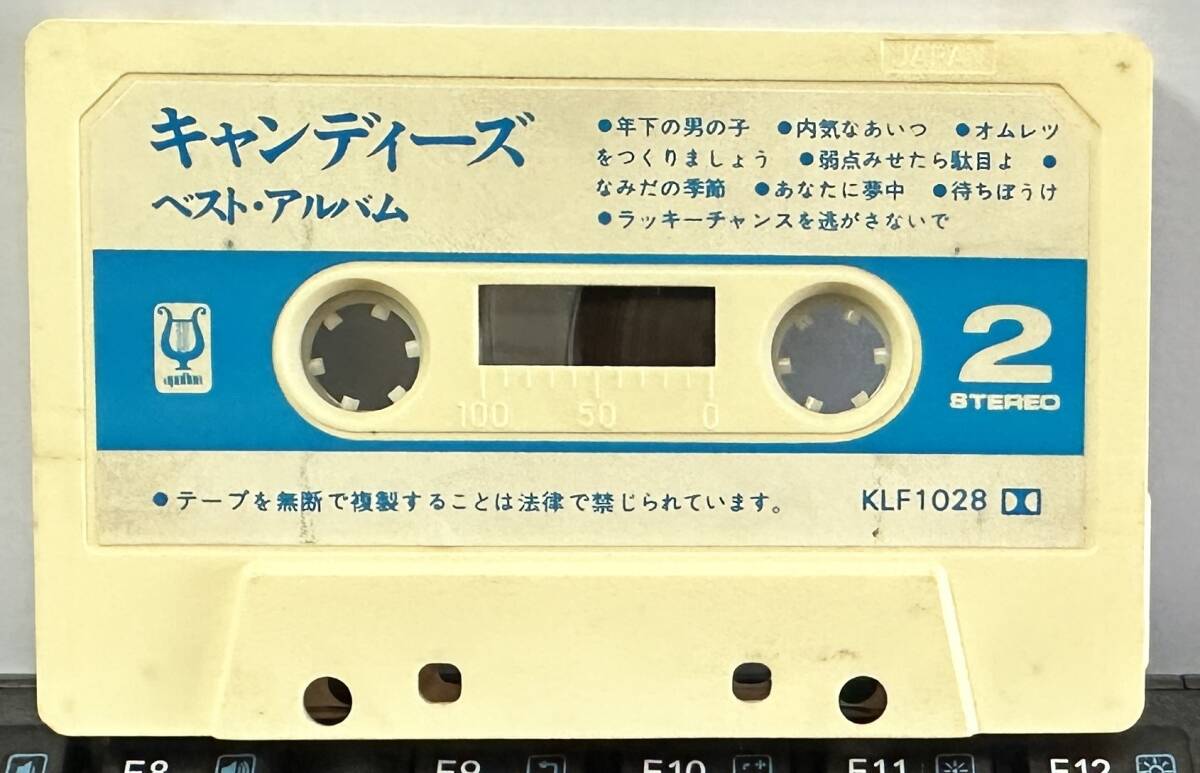 JAPAN
キャンディーズ
ベスト・アルバム
●年下の男の子 ●内気なあいつ ●オムレツ
をつくりましょう ●弱点みせたら駄目よ ●
なみだの季節 ●あなたに夢中 ●待ちぼうけ
●ラッキーチャンスを逃がさないで
2
STEREO
100 50 0
●テープを無断で複製することは法律で禁じられています。
KLF1028
F8 F9 F10 F11 F12